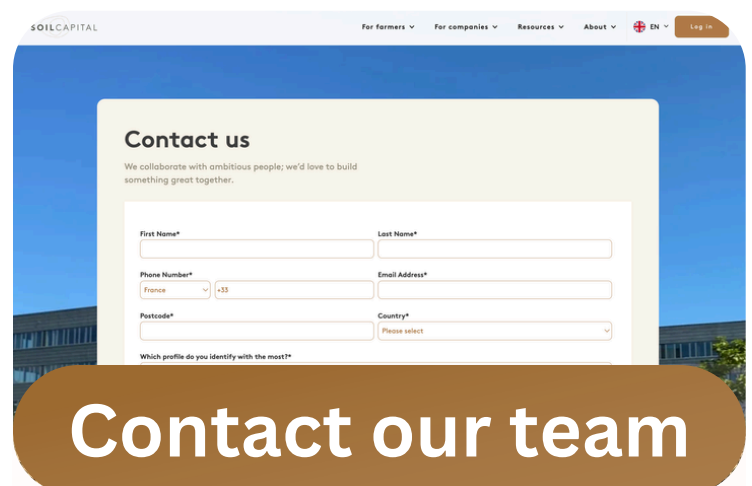 SOILCAPITAL
For farmers
For companies
Resources
About
EN
Log in
Contact us
We collaborate with ambitious people; we'd love to build
something great together.
First Name*
Last Name*
Phone Number*
Email Address*
France
+33
Postcode*
Country*
Please select
Which profile do you identify with the most?*
Contact our team